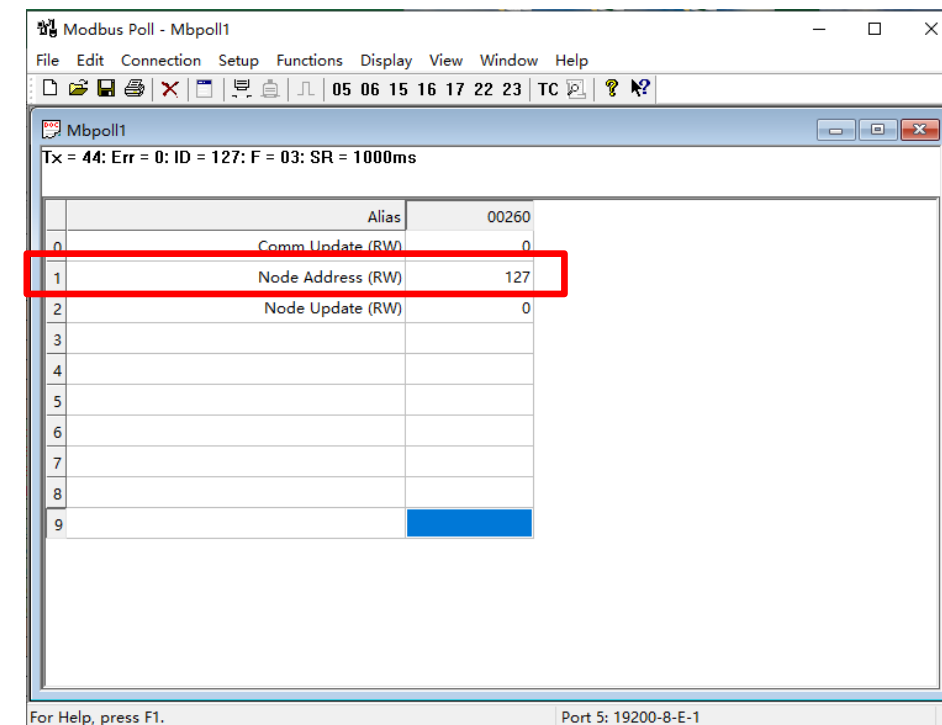 Modbus Poll - Mbpoll1
File Edit Connection Setup Functions Display View Window Help
05 06 15 16 17 22 23 TC
Mbpoll1
Tx = 44: Err = 0: ID = 127: F = 03: SR = 1000ms
Alias 00260
0 Comm Update (RW) 0
1 Node Address (RW) 127
2 Node Update (RW) 0
3
4
5
6
7
8
9
For Help, press F1. Port 5: 19200-8-E-1